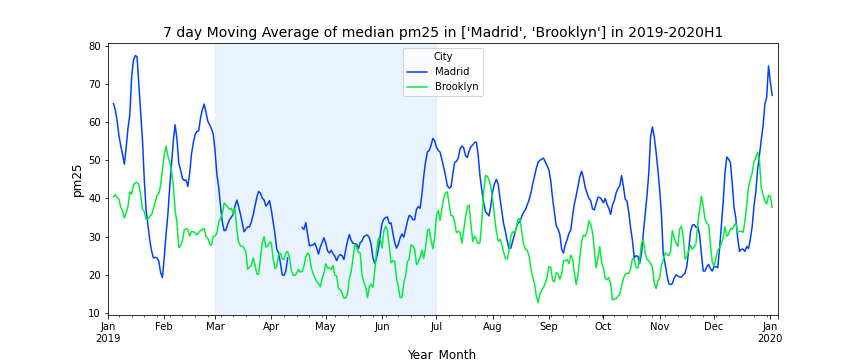 7 day Moving Average of median pm25 in ['Madrid', 'Brooklyn'] in 2019-2020H1
City
Madrid
Brooklyn
80
70
60
50
40
30
20
10
pm25
Jan Feb Mar Apr May Jun Jul Aug Sep Oct Nov Dec Jan
2019 2020
Year_Month